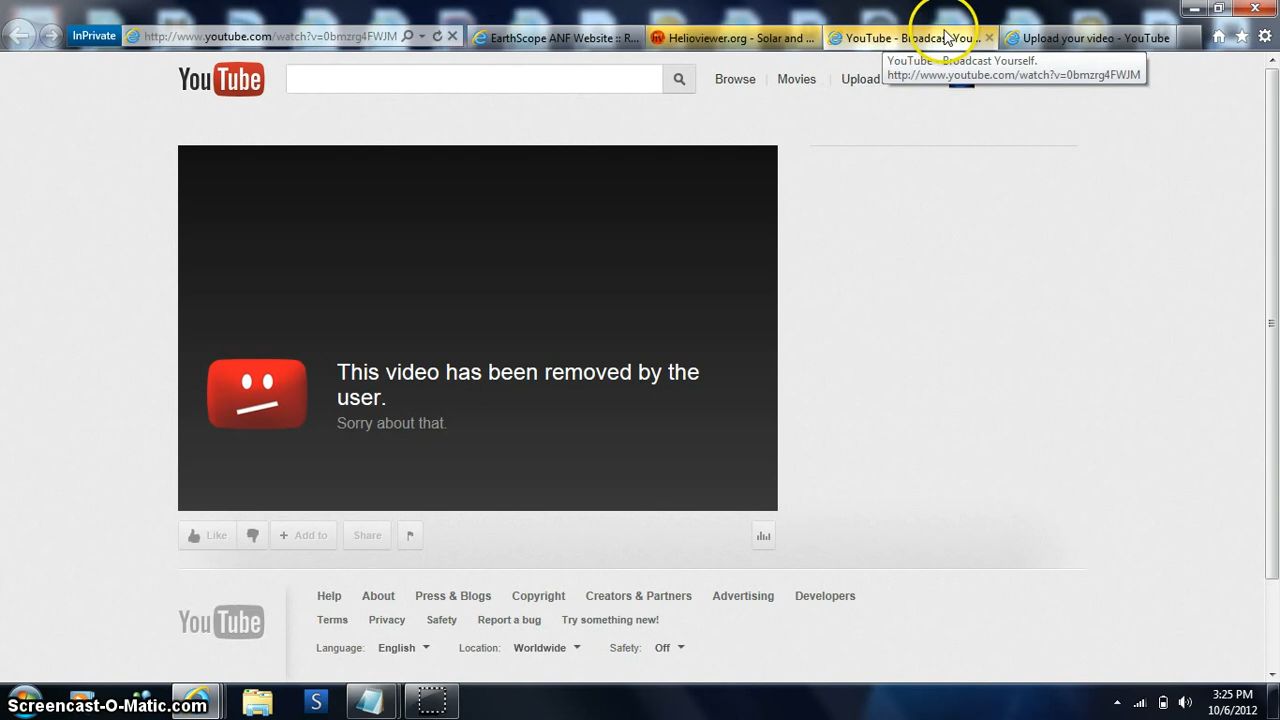 InPrivate
http://www.youtube.com/watch?v=0bmzrg4FWJM
EarthScope ANF Website :: R...
Helioviewer.org - Solar and ...
YouTube - Broadcast You...
Upload your video - YouTube
YouTube - Broadcast Yourself.
http://www.youtube.com/watch?v=0bmzrg4FWJM
YouTube
Browse
Movies
Upload
This video has been removed by the
user.
Sorry about that.
Like
Add to
Share
YouTube
Help About Press & Blogs Copyright Creators & Partners Advertising Developers
Terms Privacy Safety Report a bug Try something new!
Language: English Location: Worldwide Safety: Off
S
3:25 PM
10/6/2012
Screencast-O-Matic.com